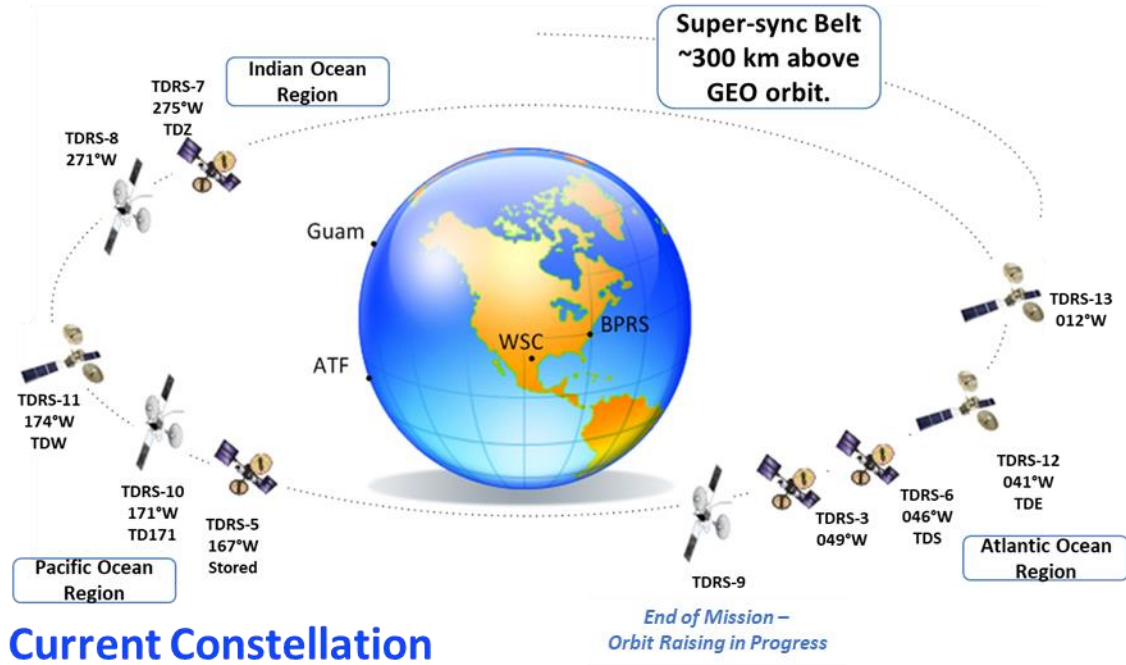 Super-sync Belt
~300 km above
GEO orbit.
Indian Ocean
Region
TDRS-7
275°W
TDZ
TDRS-8
271°W
Guam
ATF
WSC
BPRS
TDRS-13
012°W
TDRS-11
174°W
TDW
TDRS-10
171°W
TD171
TDRS-5
167°W
Stored
TDRS-9
TDRS-3
049°W
TDRS-6
046°W
TDS
TDRS-12
041°W
TDE
Pacific Ocean
Region
Atlantic Ocean
Region
End of Mission –
Orbit Raising in Progress
Current Constellation